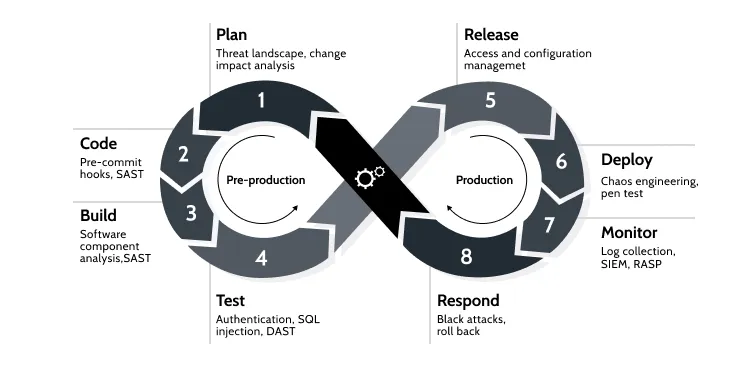 Plan
Threat landscape, change
impact analysis
1
Code
Pre-commit
hooks, SAST
2
Build
Software
component
analysis,SAST
3
Test
Authentication, SQL
injection, DAST
4
Pre-production
Release
Access and configuration
managemet
5
Deploy
Chaos engineering,
pen test
6
Monitor
Log collection,
SIEM, RASP
7
Respond
Black attacks,
roll back
8
Production